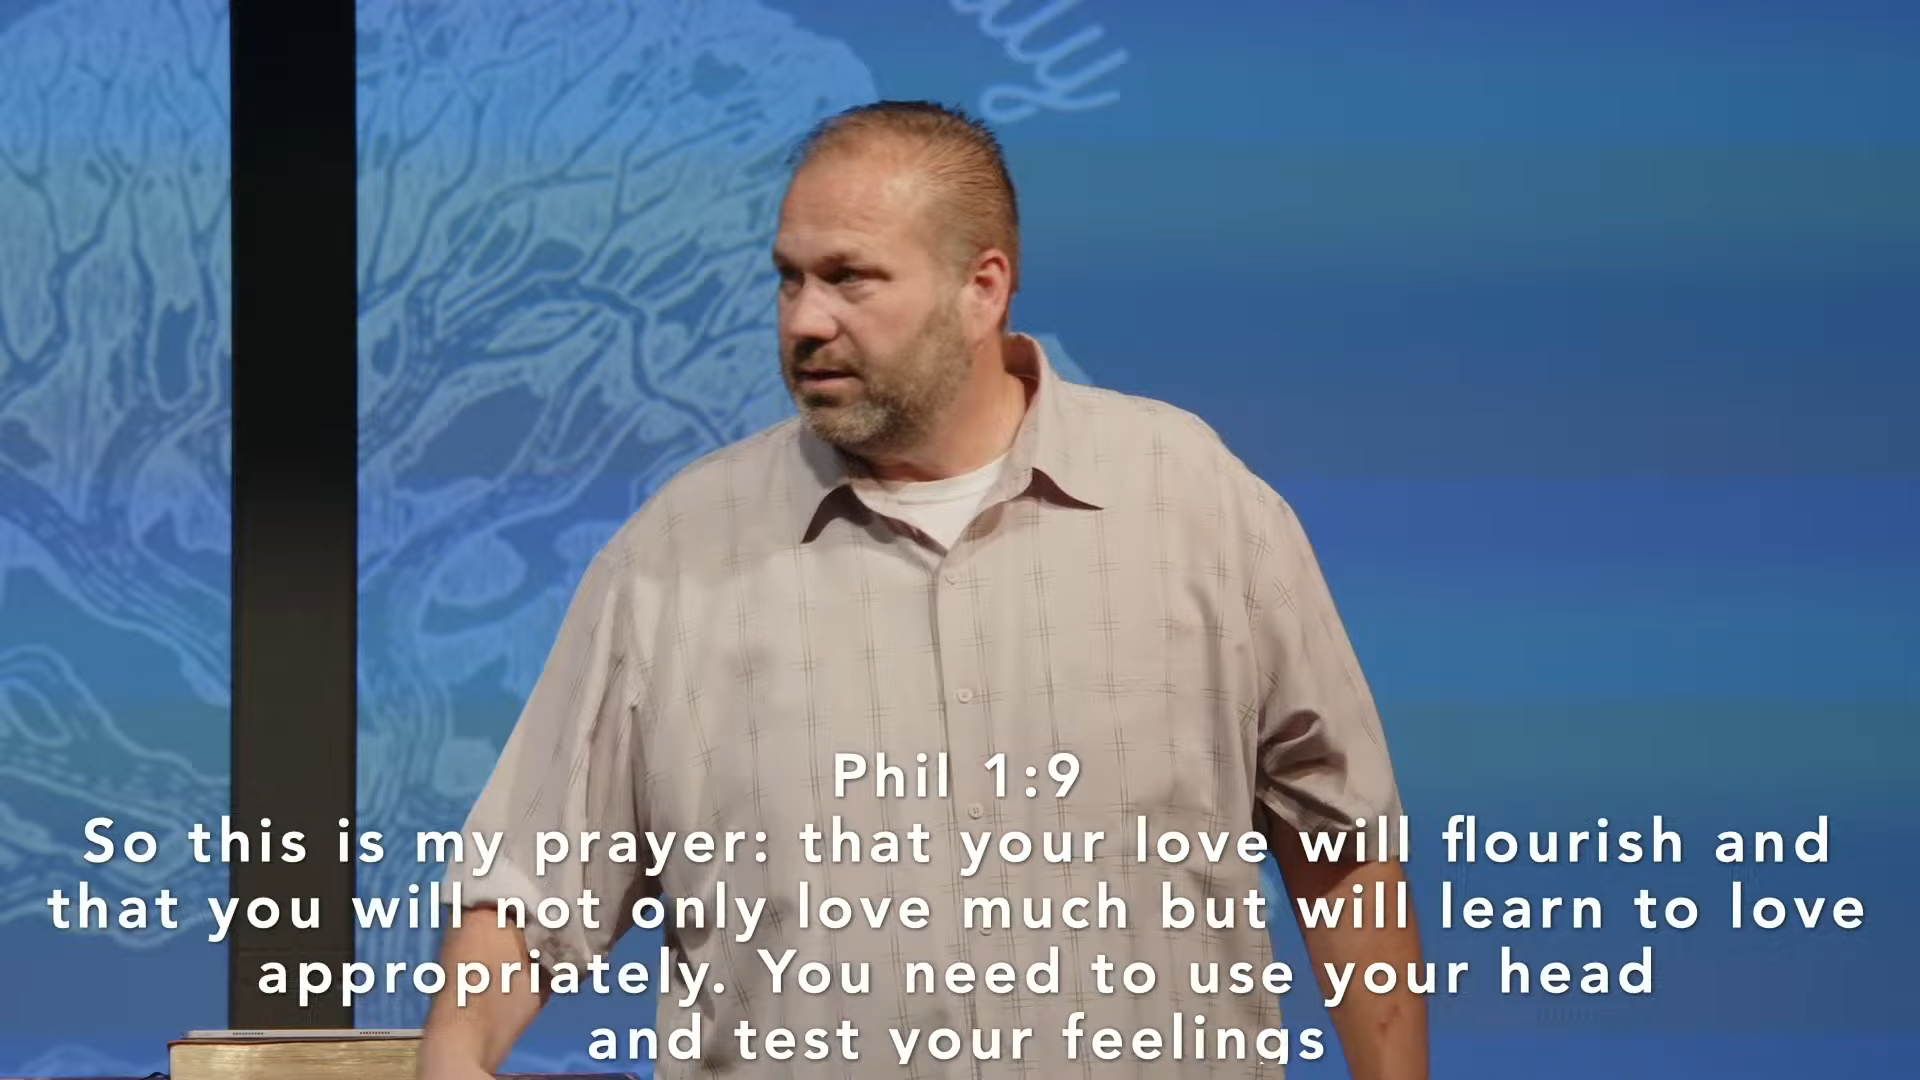 Phil 1:9
So this is my prayer: that your love will flourish and
that you will not only love much but will learn to love
appropriately. You need to use your head
and test your feelings